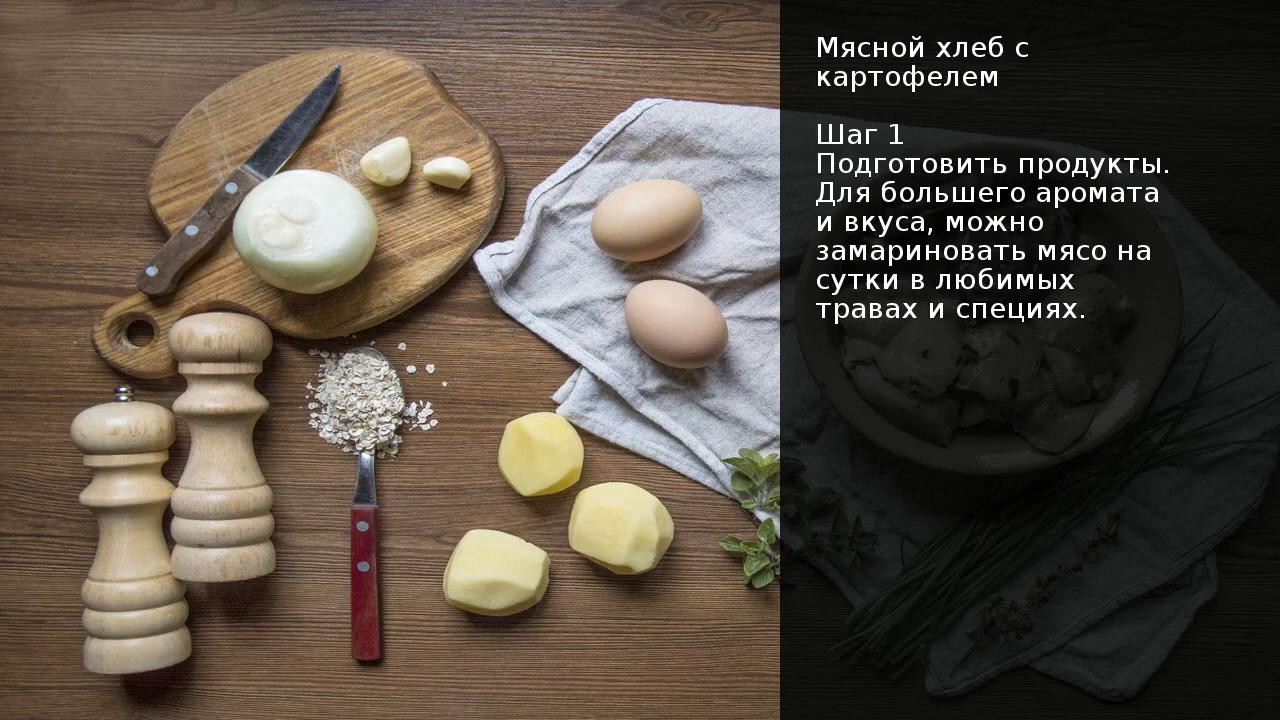 Мясной хлеб с
картофелем
Шаг 1
Подготовить продукты.
Для большего аромата
и вкуса, можно
замариновать мясо на
сутки в любимых
травах и специях.